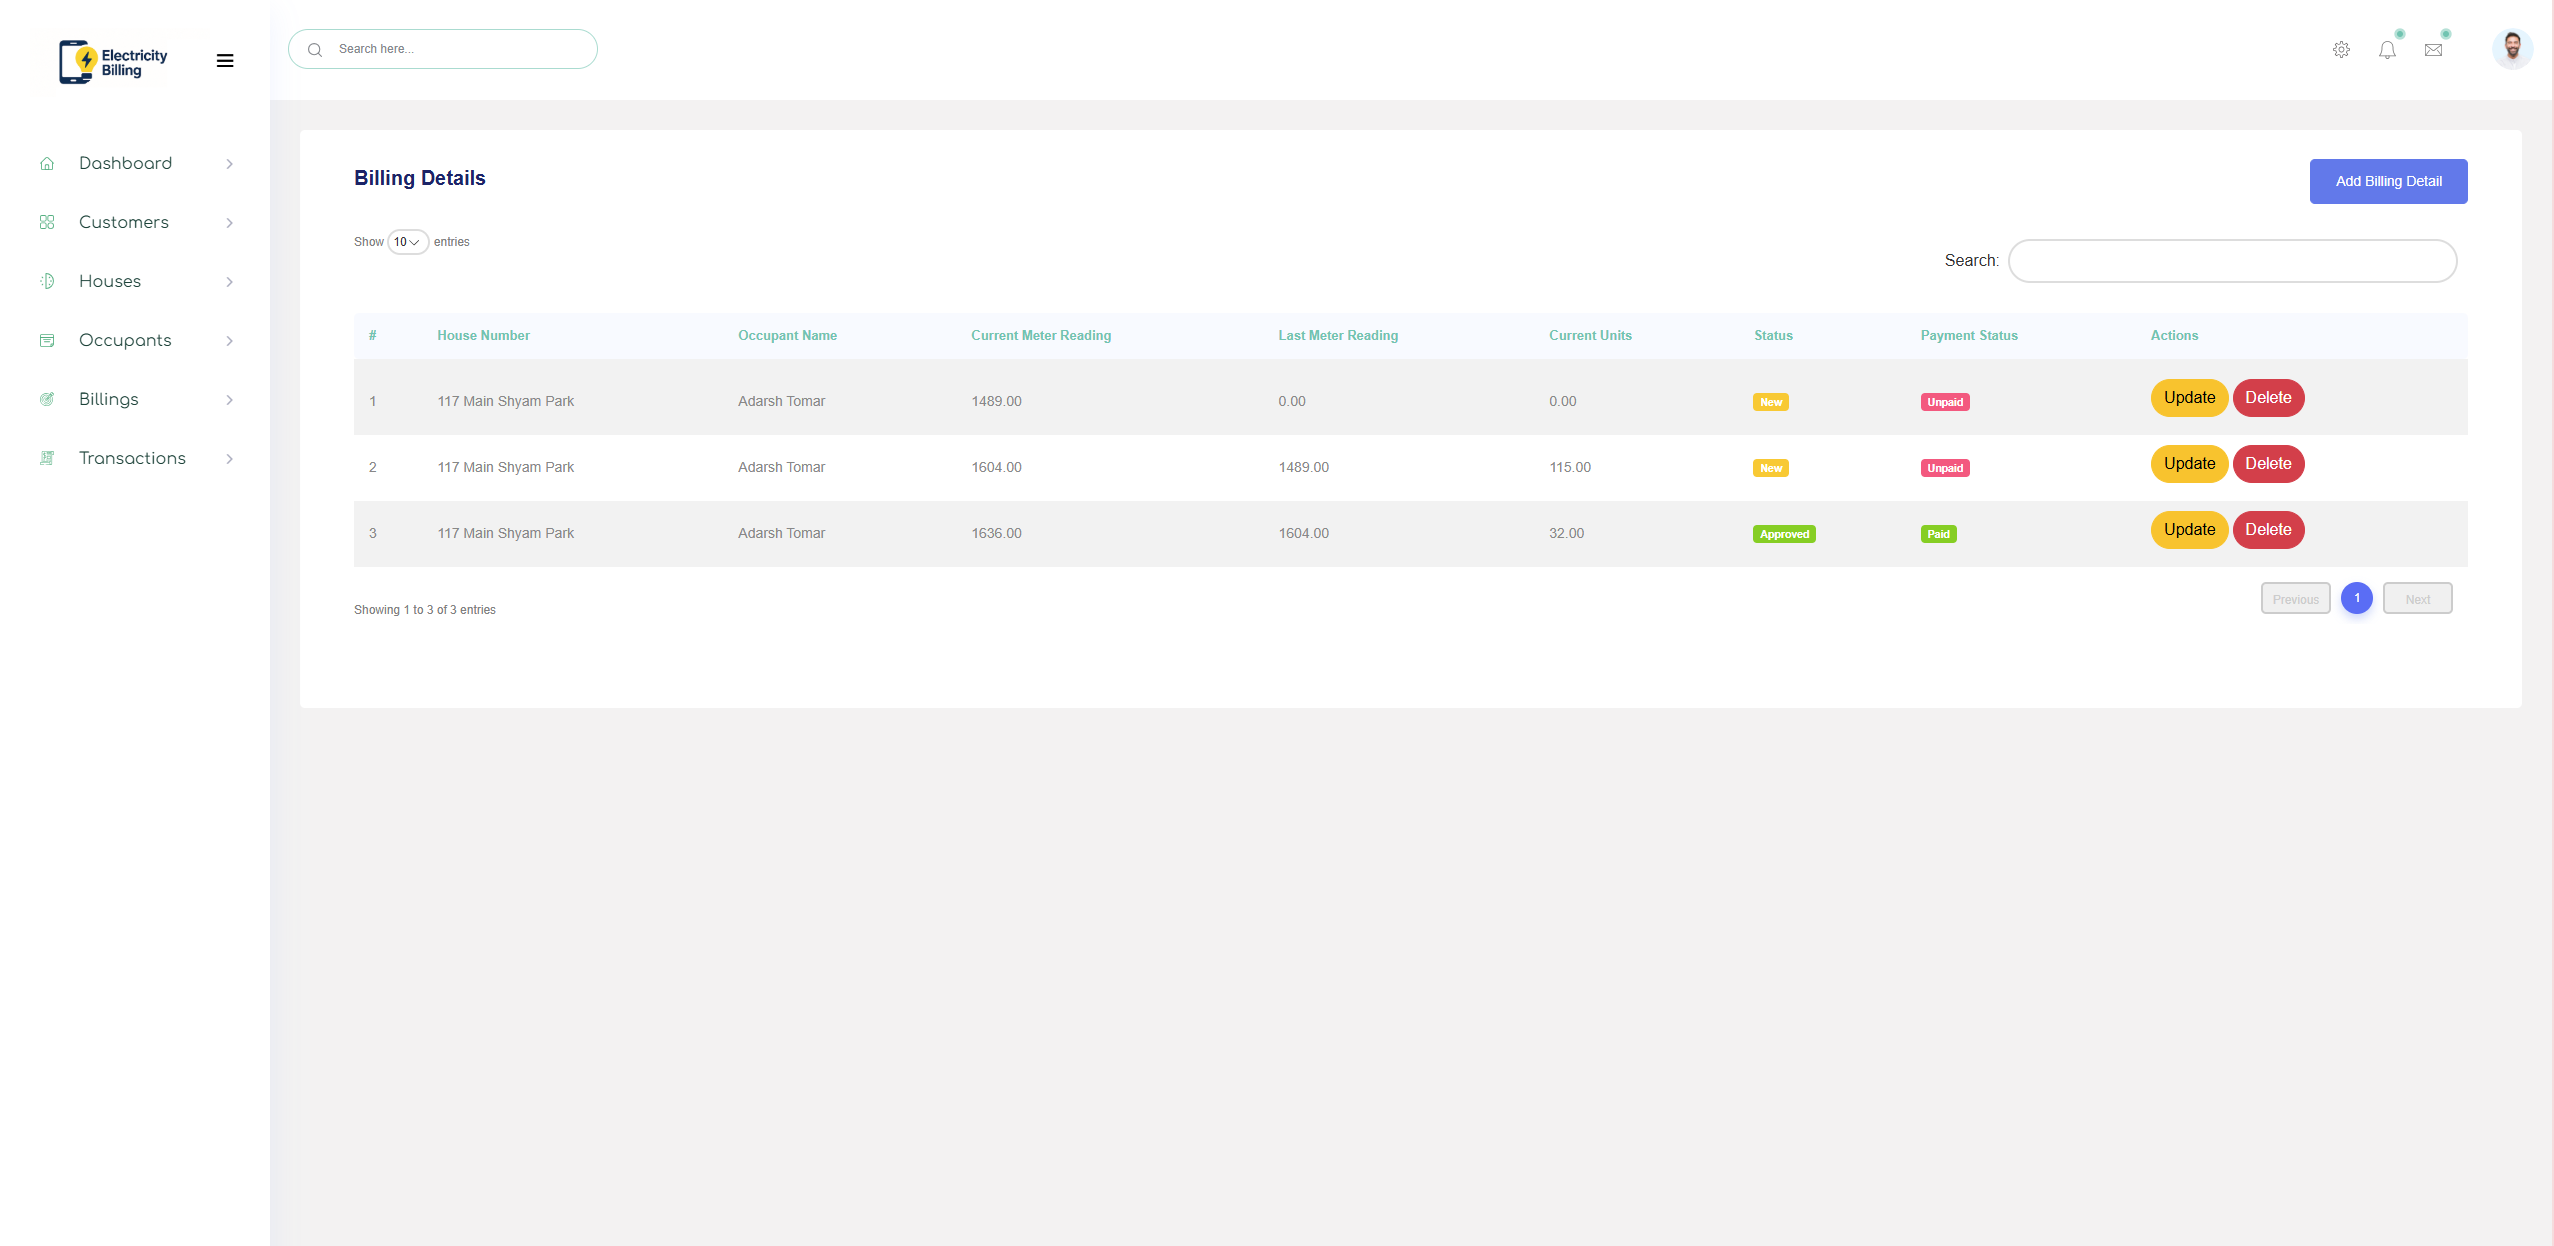 Electricity
Billing
Search here...
Dashboard
Customers
Houses
Occupants
Billings
Transactions
Billing Details
Add Billing Detail
Show 10 entries
Search:
# House Number Occupant Name Current Meter Reading Last Meter Reading Current Units Status Payment Status Actions
1 117 Main Shyam Park Adarsh Tomar 1489.00 0.00 0.00 New Unpaid Update Delete
2 117 Main Shyam Park Adarsh Tomar 1604.00 1489.00 115.00 New Unpaid Update Delete
3 117 Main Shyam Park Adarsh Tomar 1636.00 1604.00 32.00 Approved Paid Update Delete
Showing 1 to 3 of 3 entries
Previous 1 Next